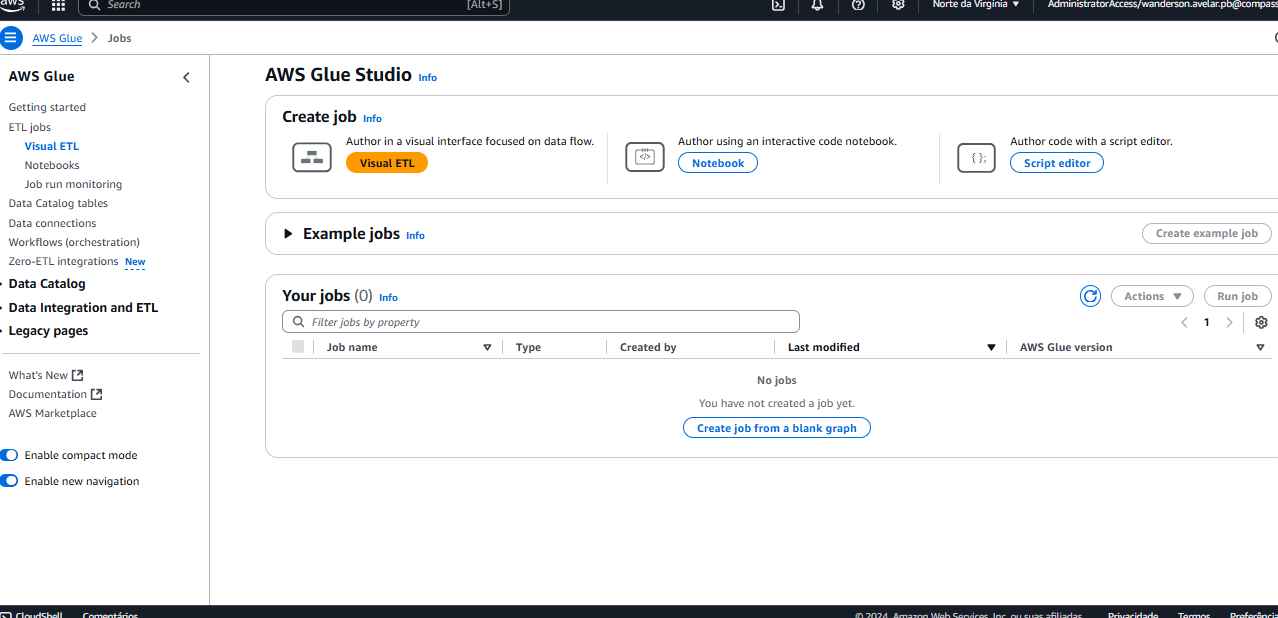 aws
Search [Alt+S]
Norte da Virgínia
AdministratorAccess/wanderson.avelar.pb@compass
AWS Glue > Jobs
AWS Glue
Getting started
ETL jobs
Visual ETL
Notebooks
Job run monitoring
Data Catalog tables
Data connections
Workflows (orchestration)
Zero-ETL integrations New
Data Catalog
Data Integration and ETL
Legacy pages
What's New
Documentation
AWS Marketplace
Enable compact mode
Enable new navigation
AWS Glue Studio Info
Create job Info
Author in a visual interface focused on data flow.
Visual ETL
</>
Author using an interactive code notebook.
Notebook
{ };
Author code with a script editor.
Script editor
Example jobs Info
Create example job
Your jobs (0) Info
Actions
Run job
Filter jobs by property
1
Job name Type Created by Last modified AWS Glue version
No jobs
You have not created a job yet.
Create job from a blank graph
CloudShell Comentários © 2024, Amazon Web Services, Inc. ou suas afiliadas. Privacidade Termos Preferência